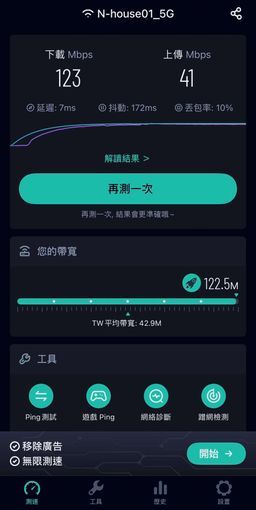 N-house01_5G
下載 Mbps
上傳 Mbps
123
41
延遲: 7ms
抖動: 172ms
丟包率: 10%
解讀結果 >
再測一次
再測一次, 結果會更準確哦~
您的帶寬
122.5M
TW 平均帶寬: 42.9M
工具
Ping 測試
遊戲 Ping
網絡診斷
蹭網檢測
移除廣告
無限測速
開始 →
測速
工具
歷史
設置